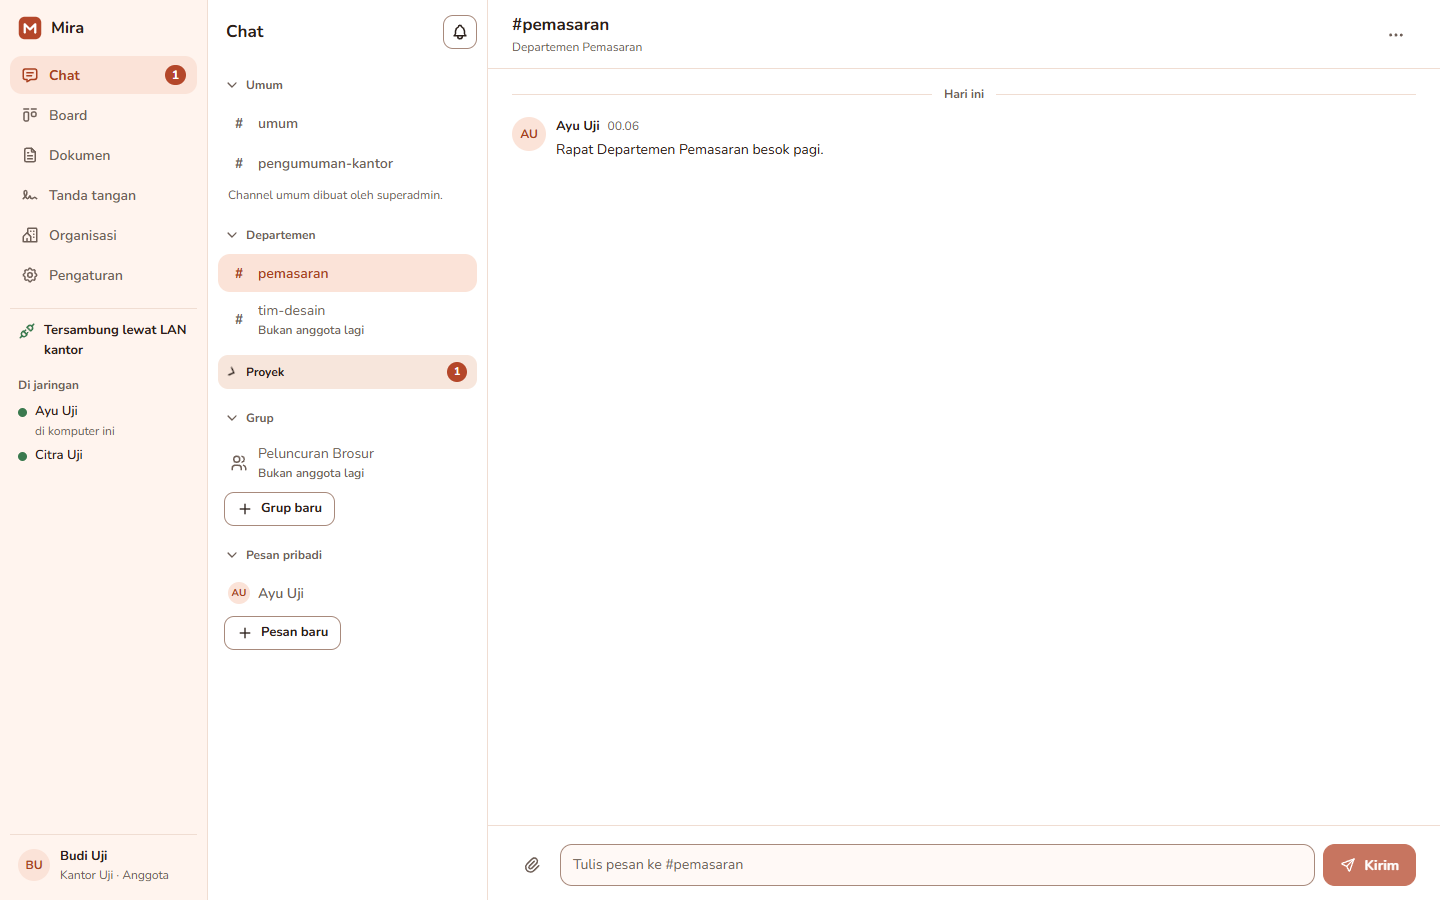 Mira
Chat
1
Board
Dokumen
Tanda tangan
Organisasi
Pengaturan
Tersambung lewat LAN
kantor
Di jaringan
Ayu Uji
di komputer ini
Citra Uji
BU
Budi Uji
Kantor Uji · Anggota
Chat
Umum
# umum
# pengumuman-kantor
Channel umum dibuat oleh superadmin.
Departemen
# pemasaran
# tim-desain
Bukan anggota lagi
Proyek
1
Grup
Peluncuran Brosur
Bukan anggota lagi
Grup baru
Pesan pribadi
AU Ayu Uji
Pesan baru
#pemasaran
Departemen Pemasaran
Hari ini
AU
Ayu Uji 00.06
Rapat Departemen Pemasaran besok pagi.
Tulis pesan ke #pemasaran
Kirim